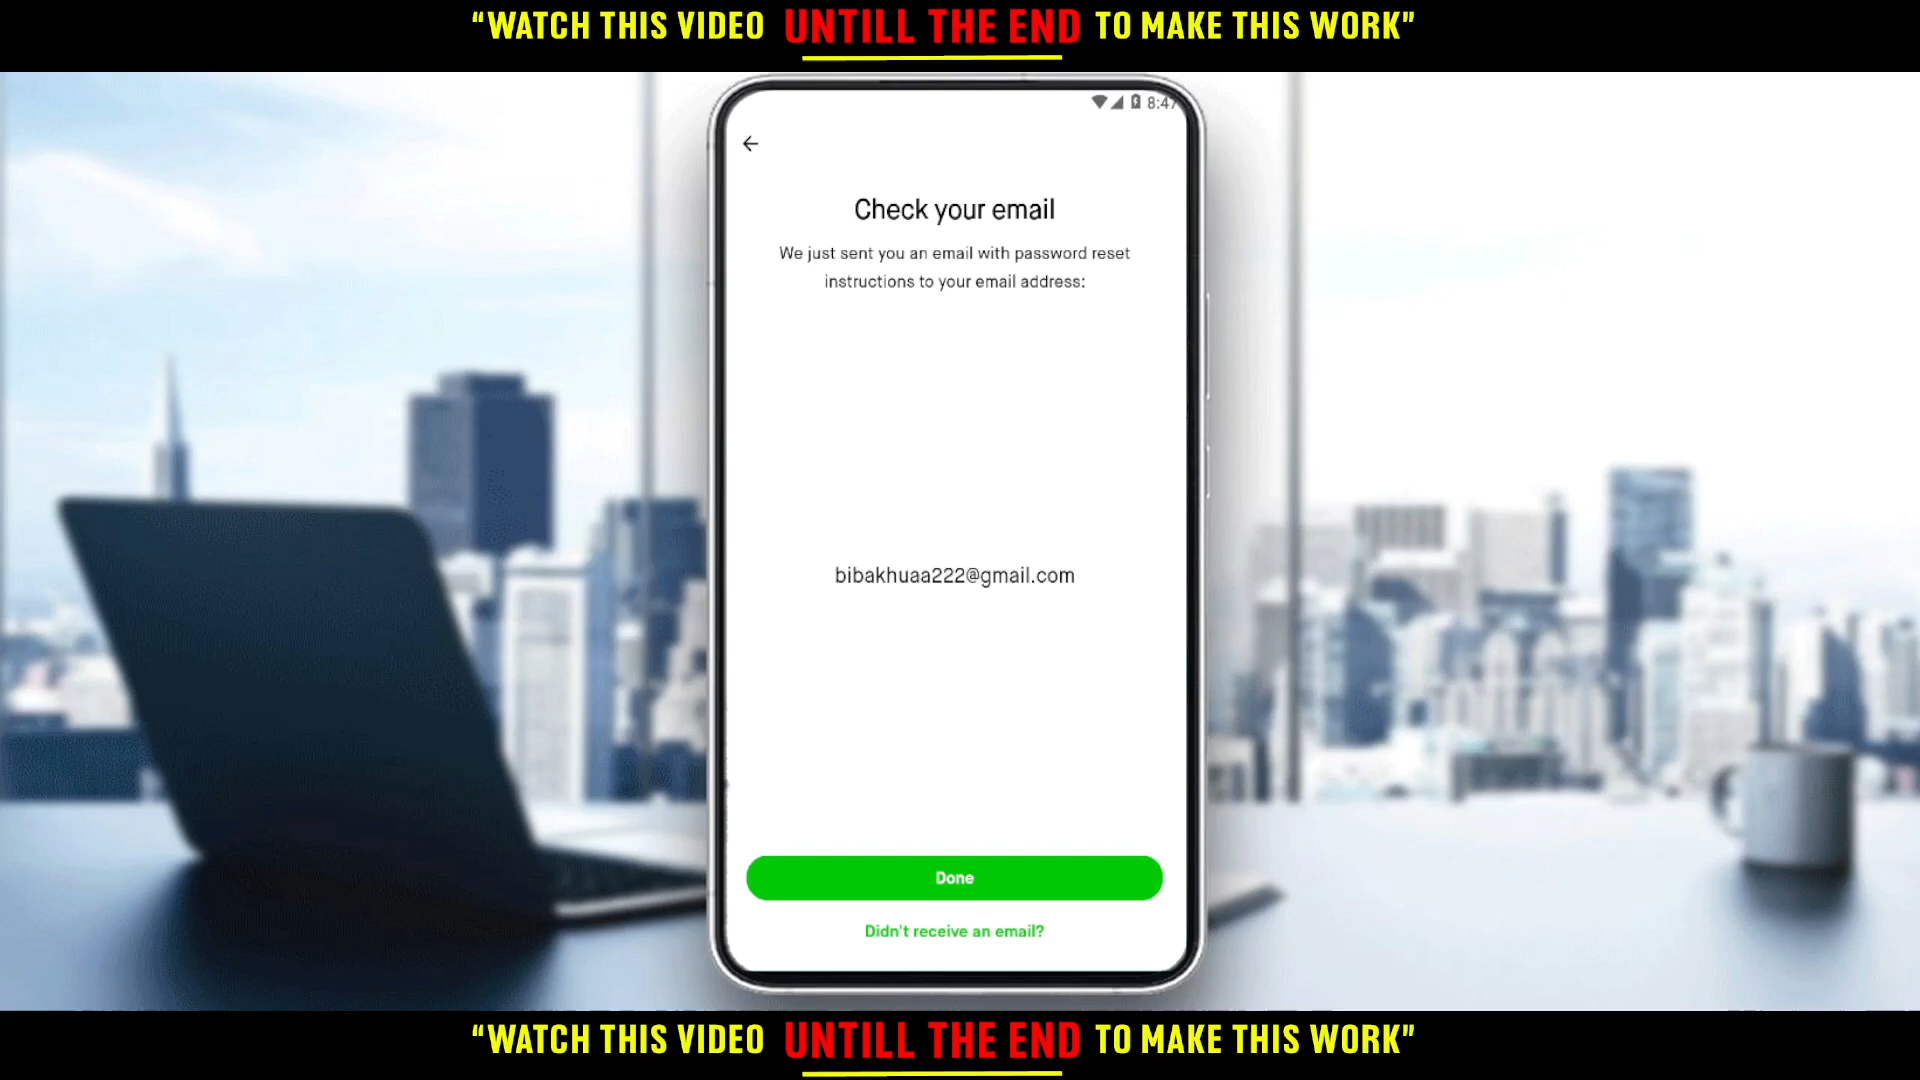 “WATCH THIS VIDEO UNTILL THE END TO MAKE THIS WORK”
8:47
Check your email
We just sent you an email with password reset
instructions to your email address:
bibakhuaa222@gmail.com
Done
Didn't receive an email?
“WATCH THIS VIDEO UNTILL THE END TO MAKE THIS WORK”